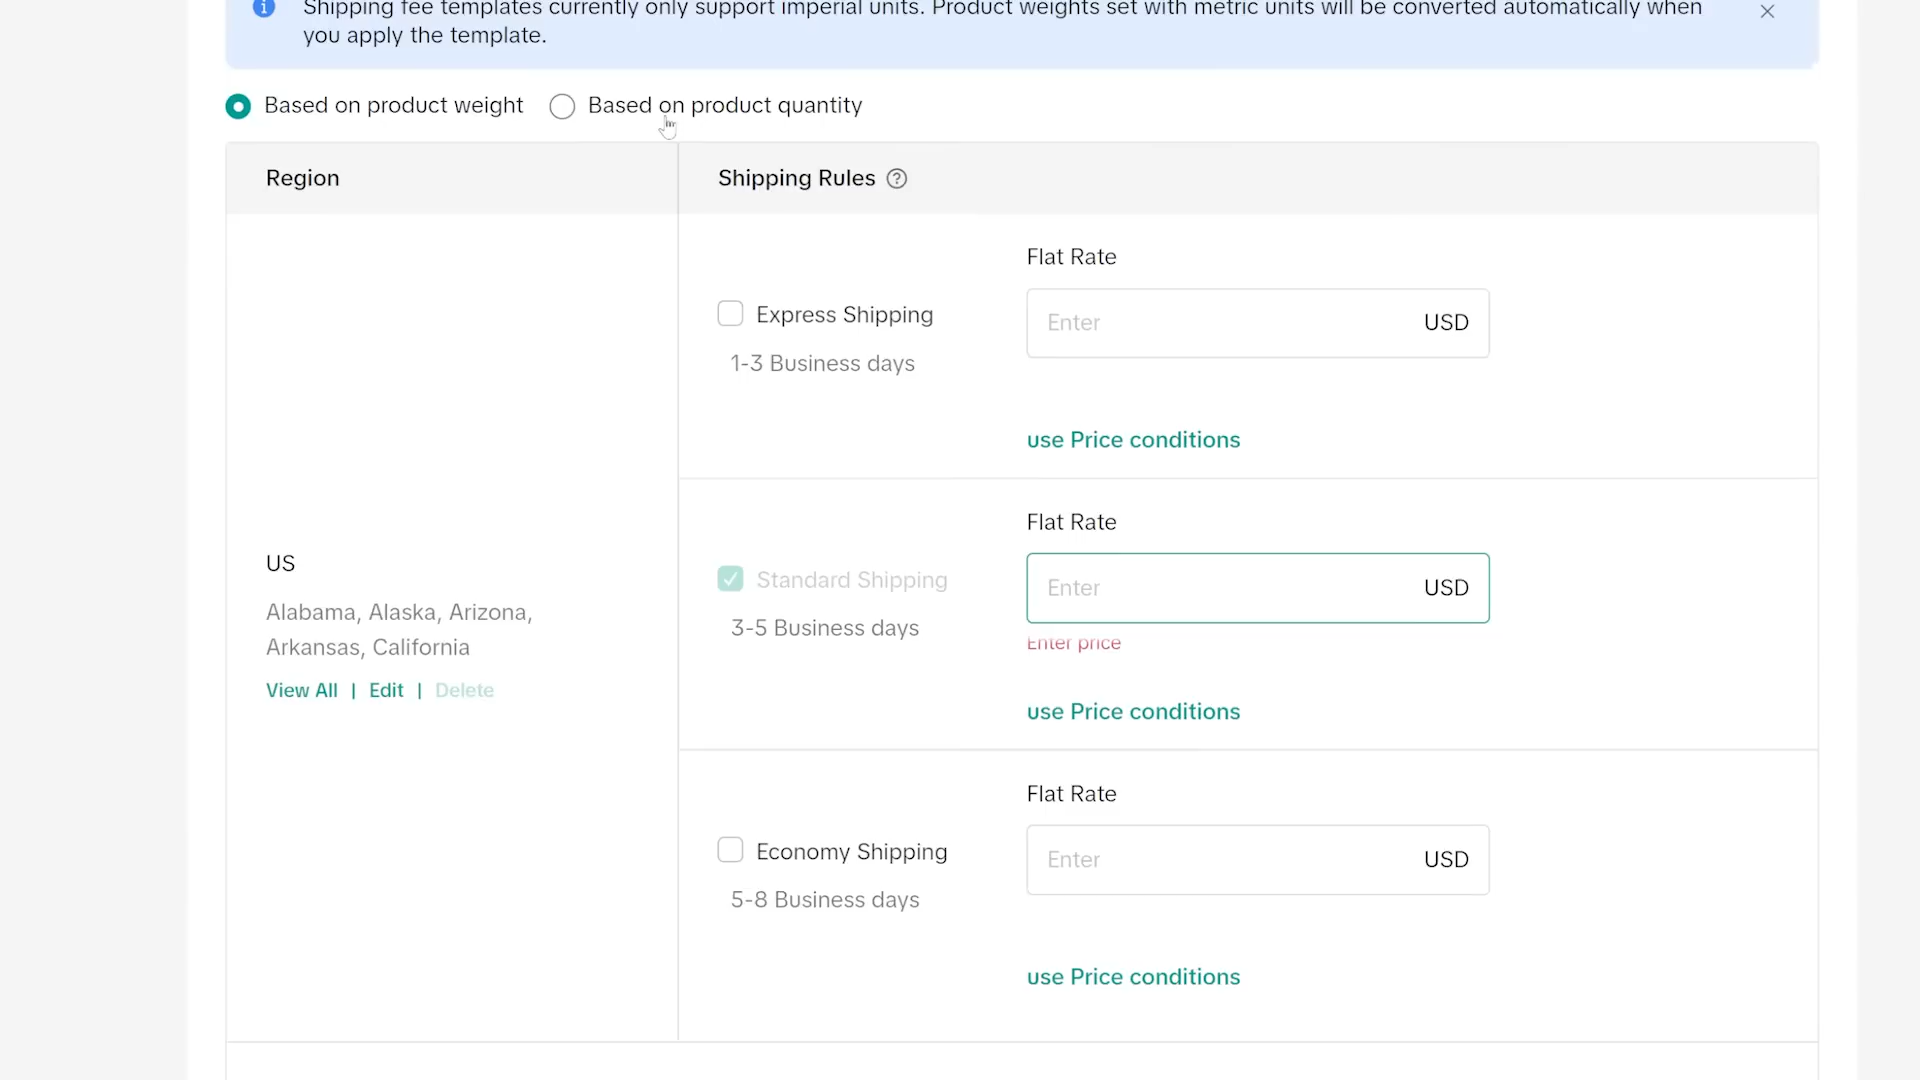 Shipping fee templates currently only support imperial units. Product weights set with metric units will be converted automatically when
you apply the template.
Based on product weight
Based on product quantity
Region
Shipping Rules
Flat Rate
Express Shipping
Enter
USD
1-3 Business days
use Price conditions
Flat Rate
US
Standard Shipping
Enter
USD
Alabama, Alaska, Arizona,
3-5 Business days
Enter price
Arkansas, California
View All | Edit | Delete
use Price conditions
Flat Rate
Economy Shipping
Enter
USD
5-8 Business days
use Price conditions